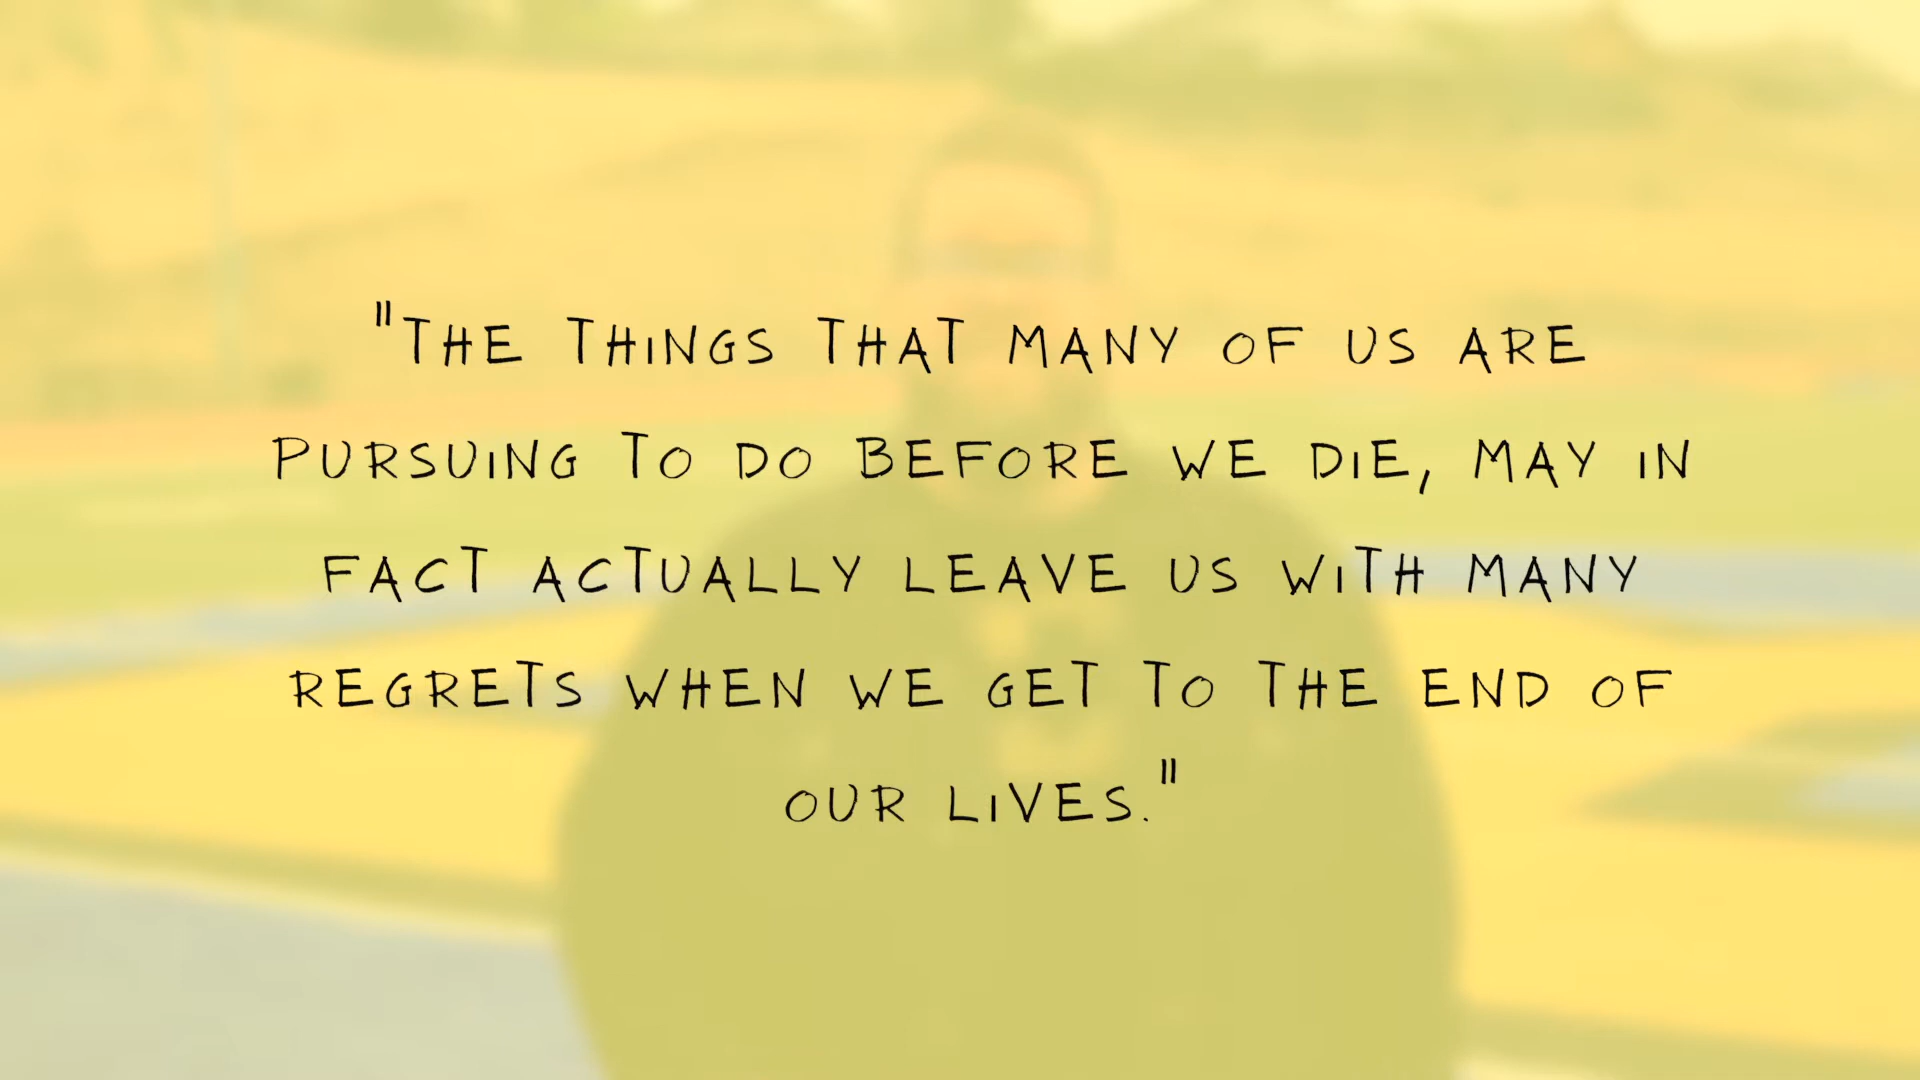 "THE THINGS THAT MANY OF US ARE
PURSUING TO DO BEFORE WE DIE, MAY IN
FACT ACTUALLY LEAVE US WITH MANY
REGRETS WHEN WE GET TO THE END OF
OUR LIVES."